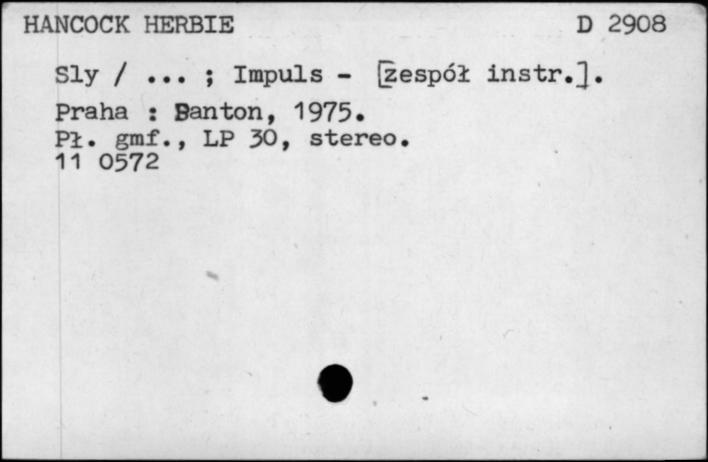 HANCOCK HERBIE D 2908
Sly / ... ; Impuls - [zespół instr.].
Praha : Panton, 1975.
Pł. gmf., LP 30, stereo.
11 0572